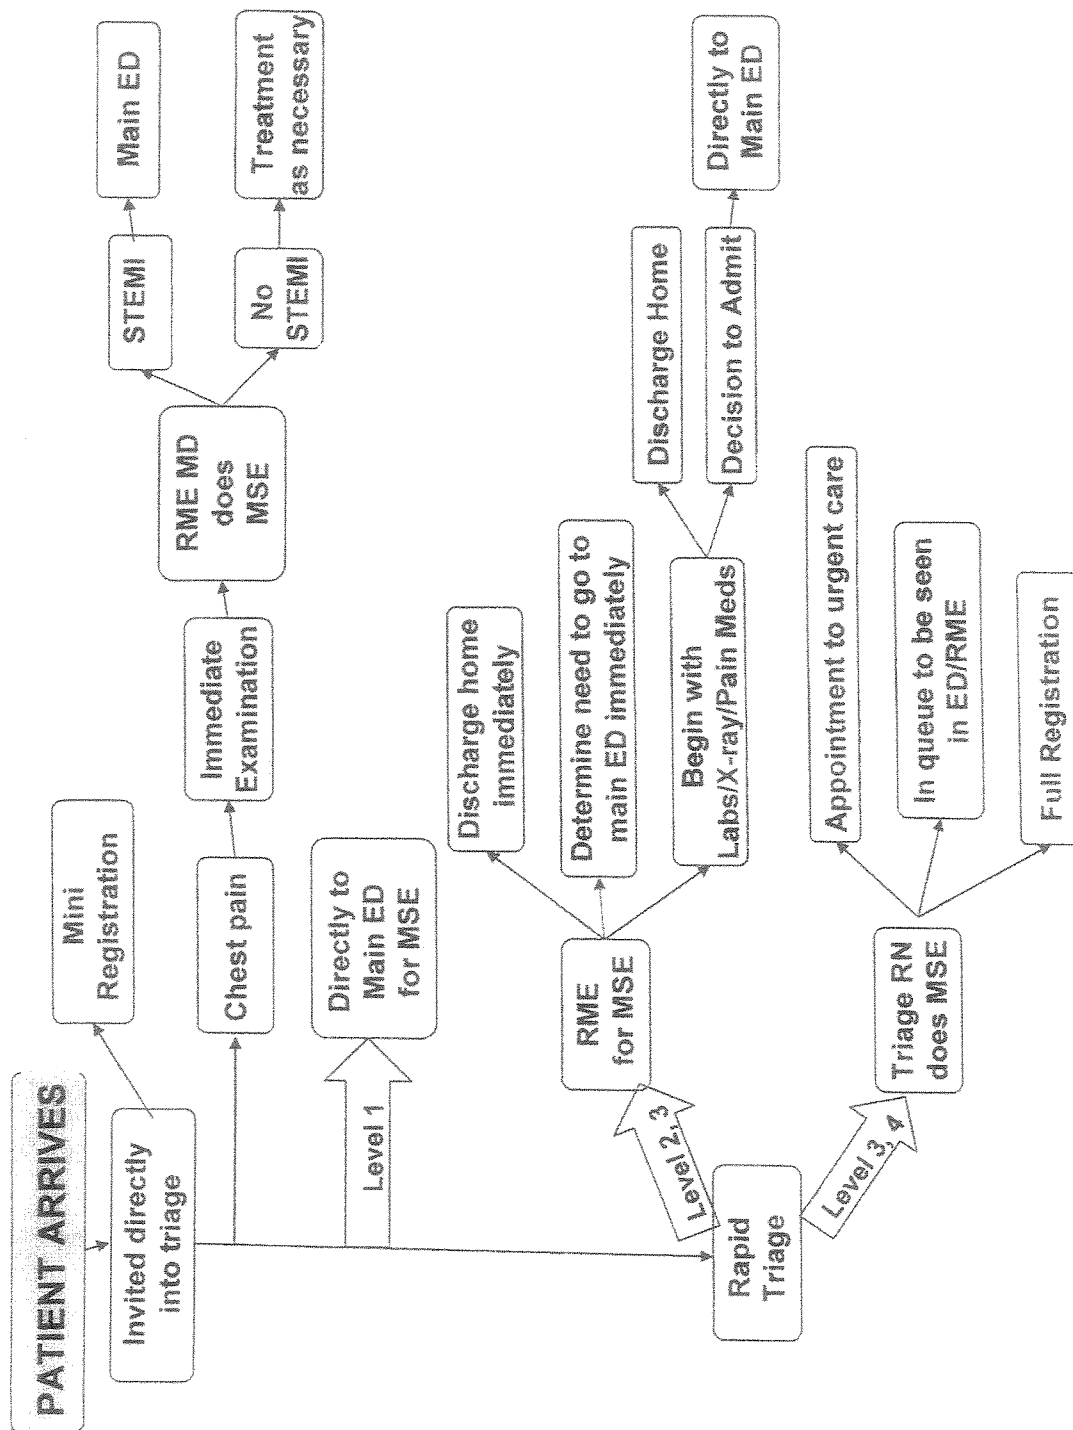 PATIENT ARRIVES
Invited directly
into triage
Mini
Registration
Chest pain
Immediate
Examination
RME MD
does
MSE
STEMI
Main ED
No
STEMI
Treatment
as necessary
Level 1
Directly to
Main ED
for MSE
Rapid
Triage
Level 2, 3
RME
for MSE
Discharge home
immediately
Determine need to go to
main ED immediately
Begin with
Labs/X-ray/Pain Meds
Discharge Home
Decision to Admit
Directly to
Main ED
Level 3, 4
Triage RN
does MSE
Appointment to urgent care
In queue to be seen
in ED/RME
Full Registration